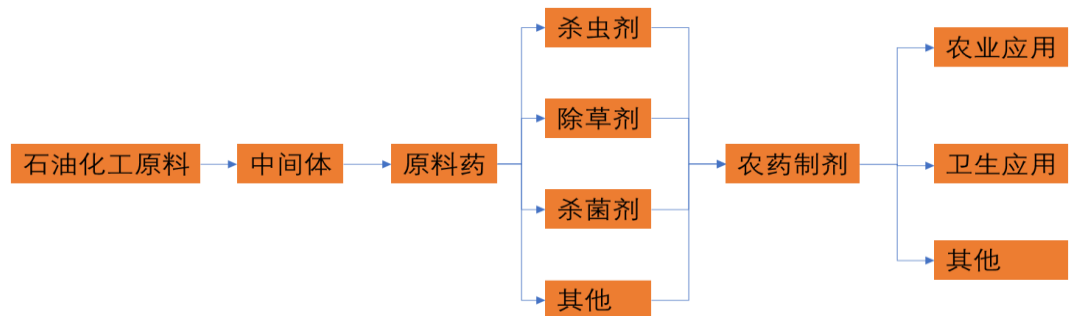 石油化工原料
中间体
原料药
杀虫剂
除草剂
杀菌剂
其他
农药制剂
农业应用
卫生应用
其他